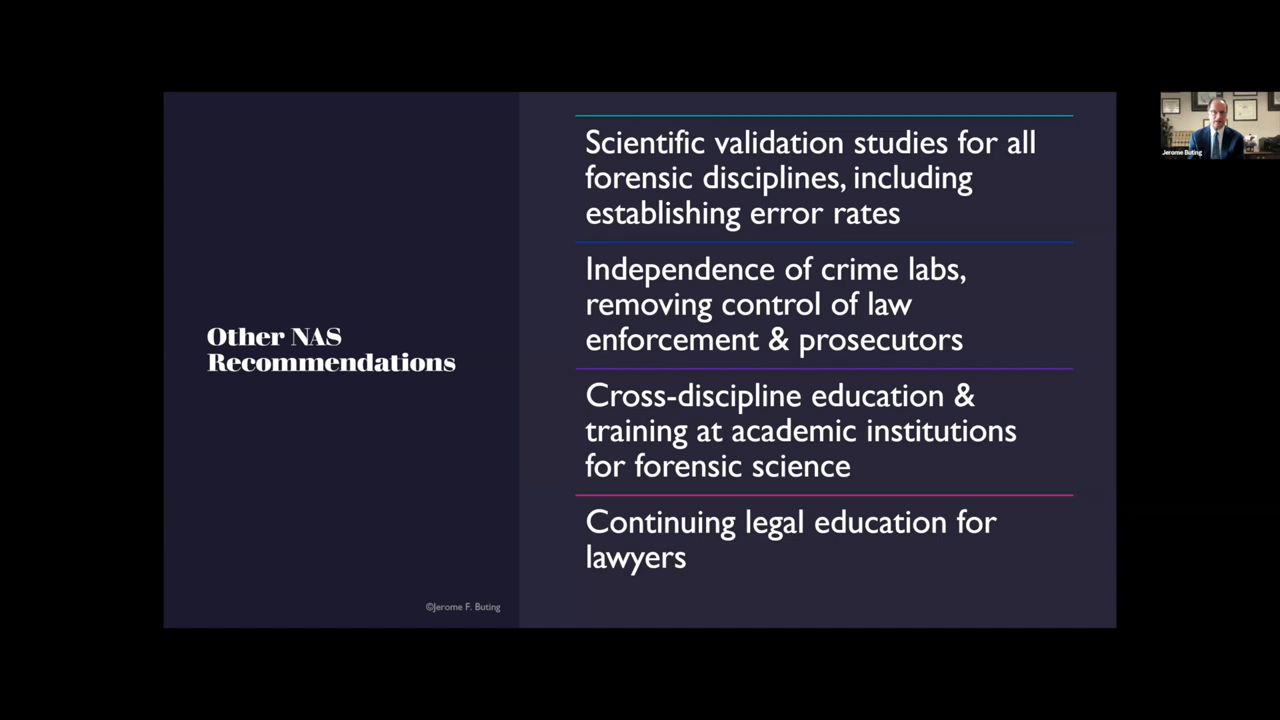 Other NAS
Recommendations
Scientific validation studies for all
forensic disciplines, including
establishing error rates
Independence of crime labs,
removing control of law
enforcement & prosecutors
Cross-discipline education &
training at academic institutions
for forensic science
Continuing legal education for
lawyers
©Jerome F. Buting
Jerome Buting